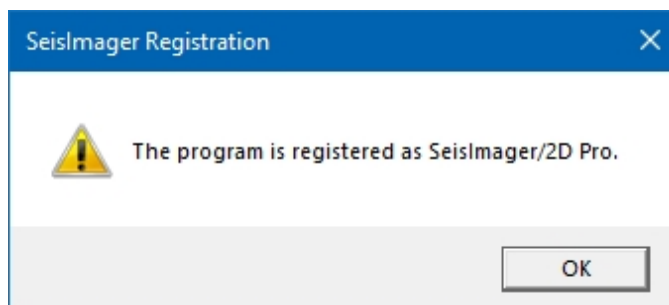 SeisImager Registration
The program is registered as SeisImager/2D Pro.
OK